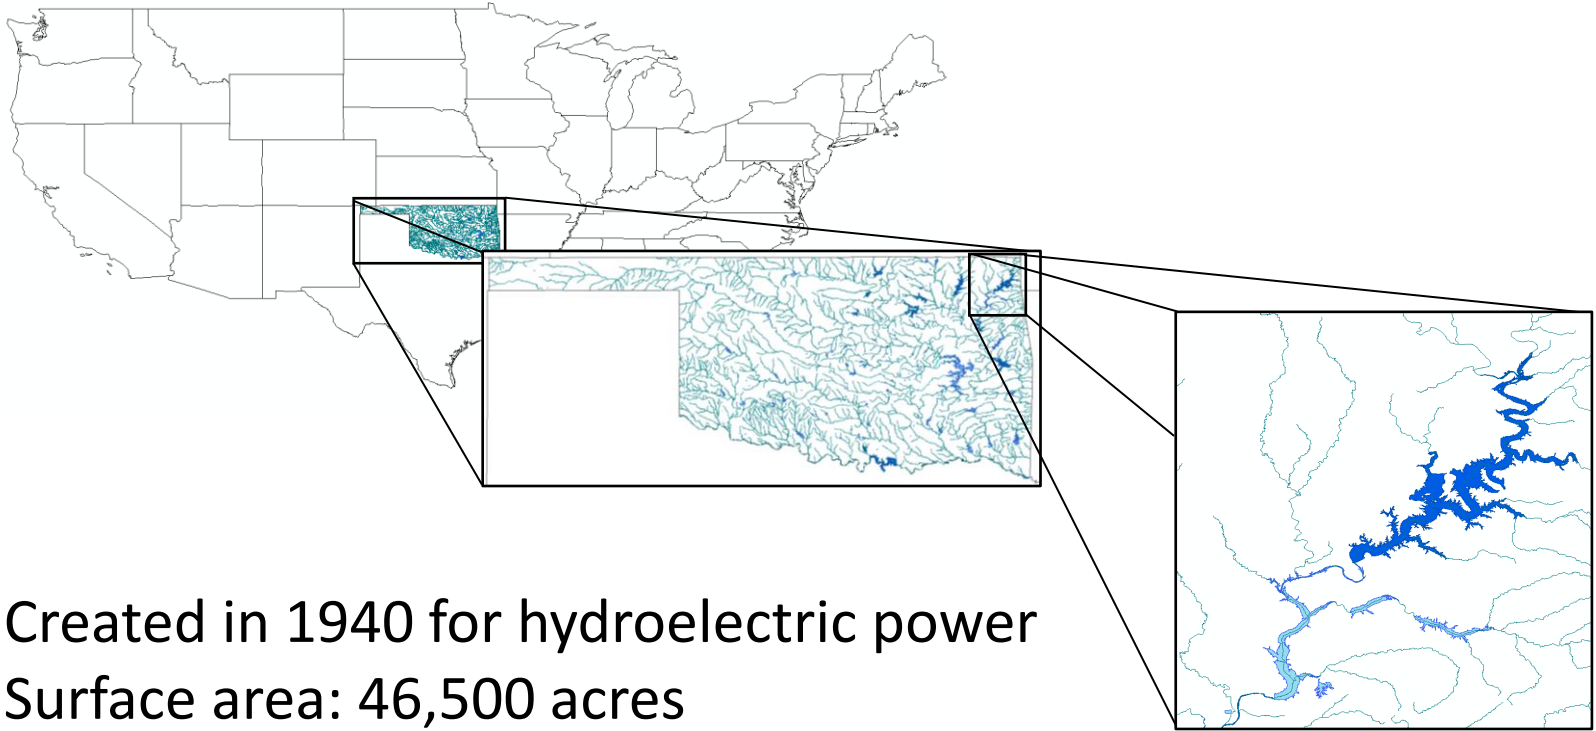 Created in 1940 for hydroelectric power
Surface area: 46,500 acres